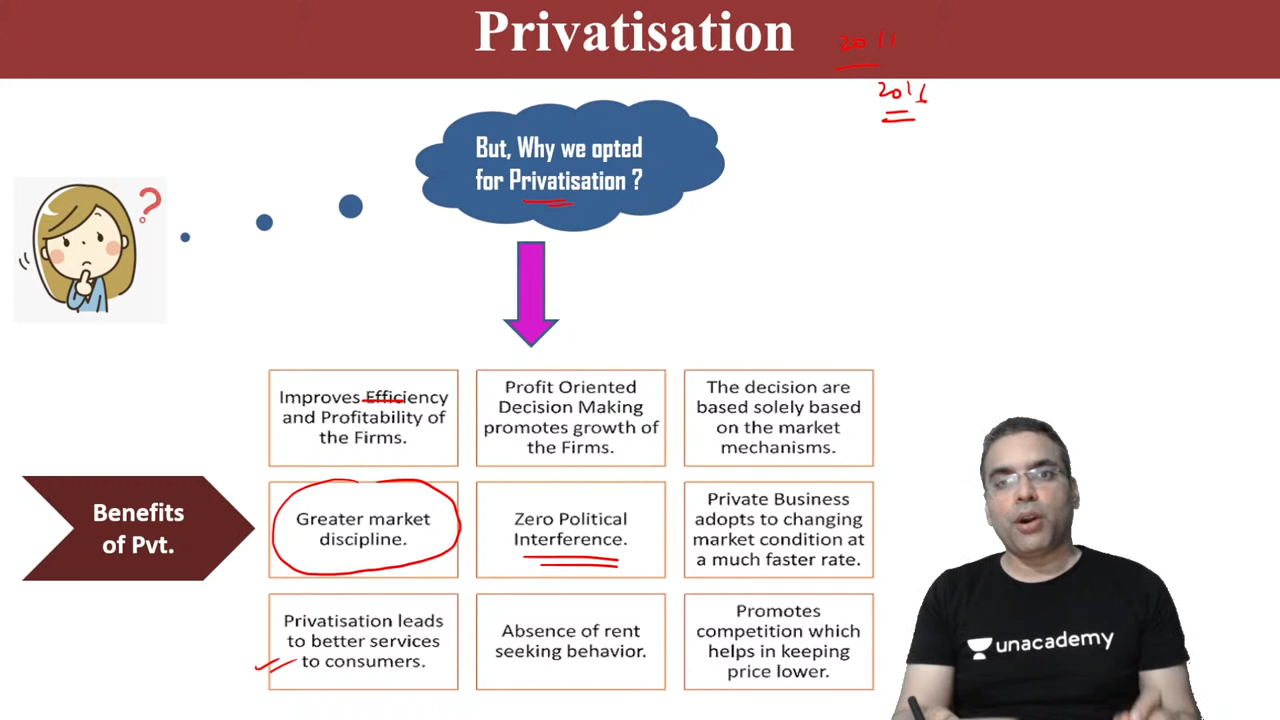 Privatisation
2011
2016
But, Why we opted
for Privatisation ?
?
Improves Efficiency
and Profitability of
the Firms.
Profit Oriented
Decision Making
promotes growth of
the Firms.
The decision are
based solely based
on the market
mechanisms.
Benefits
of Pvt.
Greater market
discipline.
Zero Political
Interference.
Private Business
adopts to changing
market condition at
a much faster rate.
Privatisation leads
to better services
to consumers.
Absence of rent
seeking behavior.
Promotes
competition which
helps in keeping
price lower.
unacademy